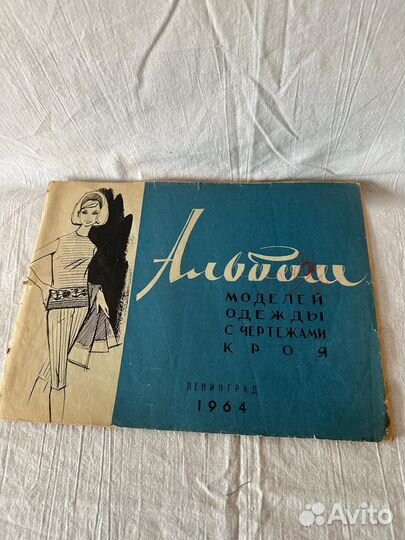 Альбом
МОДЕЛЕЙ
ОДЕЖДЫ
С ЧЕРТЕЖАМИ
КРОЯ
ЛЕНИНГРАД
1964
Avito